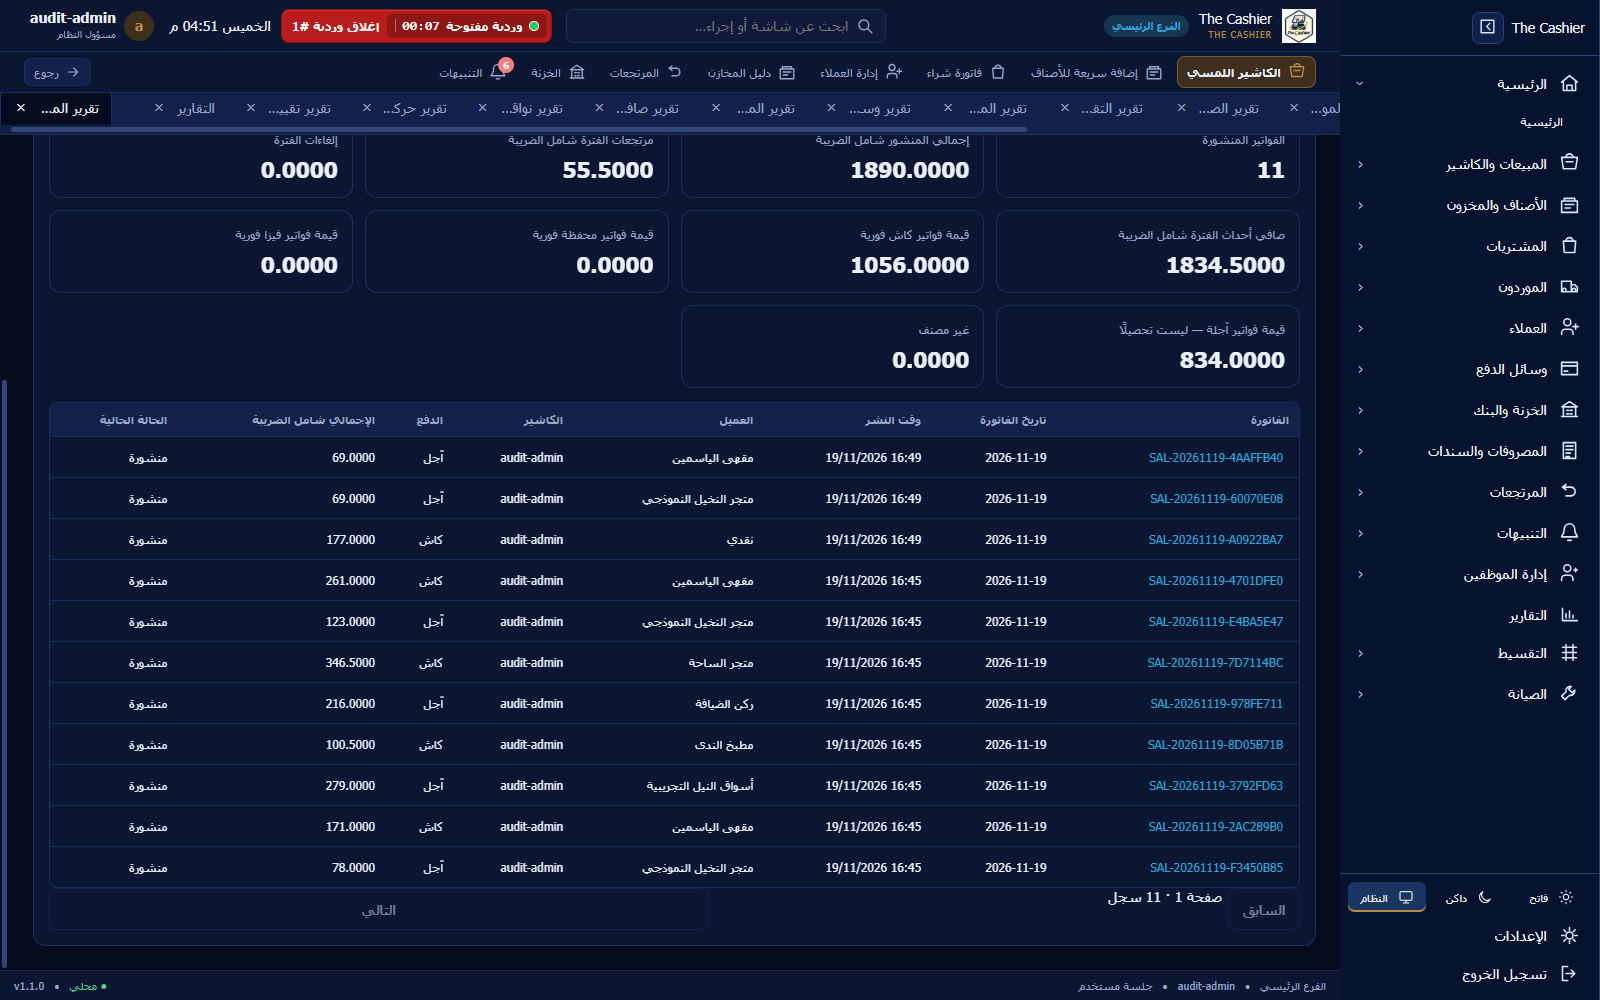 The Cashier
الرئيسية
الرئيسية
المبيعات والكاشير
الأصناف والمخزون
المشتريات
الموردون
العملاء
وسائل الدفع
الخزنة والبنك
المصروفات والسندات
المرتجعات
التنبيهات
إدارة الموظفين
التقارير
التقسيط
الصيانة
فاتح
داكن
النظام
الإعدادات
تسجيل الخروج
The Cashier
THE CASHIER
الفرع الرئيسي
ابحث عن شاشة أو إجراء...
وردية مفتوحة 00:07
إغلاق وردية #1
الخميس 04:51 م
a
audit-admin
مسؤول النظام
الكاشير اللمسي
إضافة سريعة للأصناف
فاتورة شراء
إدارة العملاء
دليل المخازن
المرتجعات
الخزنة
التنبيهات
6
رجوع
المو...
تقرير الص...
تقرير التق...
تقرير الم...
تقرير وس...
تقرير الم...
تقرير صاف...
تقرير نواق...
تقرير حرك...
تقرير تقيي...
التقارير
تقرير الم...
الفواتير المنشورة
11
إجمالي المنشور شامل الضريبة
1890.0000
مرتجعات الفترة شامل الضريبة
55.5000
إلغاءات الفترة
0.0000
صافي أحداث الفترة شامل الضريبة
1834.5000
قيمة فواتير كاش فورية
1056.0000
قيمة فواتير محفظة فورية
0.0000
قيمة فواتير فيزا فورية
0.0000
قيمة فواتير آجلة — ليست تحصيلًا
834.0000
غير مصنف
0.0000
الفاتورة تاريخ الفاتورة وقت النشر العميل الكاشير الدفع الإجمالي شامل الضريبة الحالة الحالية
SAL-20261119-4AAFFB40 2026-11-19 19/11/2026 16:49 مقهى الياسمين audit-admin آجل 69.0000 منشورة
SAL-20261119-60070E08 2026-11-19 19/11/2026 16:49 متجر النخيل النموذجي audit-admin آجل 69.0000 منشورة
SAL-20261119-A0922BA7 2026-11-19 19/11/2026 16:49 نقدي audit-admin كاش 177.0000 منشورة
SAL-20261119-4701DFE0 2026-11-19 19/11/2026 16:45 مقهى الياسمين audit-admin كاش 261.0000 منشورة
SAL-20261119-E4BA5E47 2026-11-19 19/11/2026 16:45 متجر النخيل النموذجي audit-admin آجل 123.0000 منشورة
SAL-20261119-7D7114BC 2026-11-19 19/11/2026 16:45 متجر الساحة audit-admin كاش 346.5000 منشورة
SAL-20261119-978FE711 2026-11-19 19/11/2026 16:45 ركن الضيافة audit-admin آجل 216.0000 منشورة
SAL-20261119-8D05B71B 2026-11-19 19/11/2026 16:45 مطبخ الندى audit-admin كاش 100.5000 منشورة
SAL-20261119-3792FD63 2026-11-19 19/11/2026 16:45 أسواق النيل التجريبية audit-admin آجل 279.0000 منشورة
SAL-20261119-2AC289B0 2026-11-19 19/11/2026 16:45 مقهى الياسمين audit-admin كاش 171.0000 منشورة
SAL-20261119-F3450B85 2026-11-19 19/11/2026 16:45 متجر النخيل النموذجي audit-admin آجل 78.0000 منشورة
السابق
صفحة 1 · 11 سجل
التالي
الفرع الرئيسي • audit-admin • جلسة مستخدم
محلي • v1.1.0